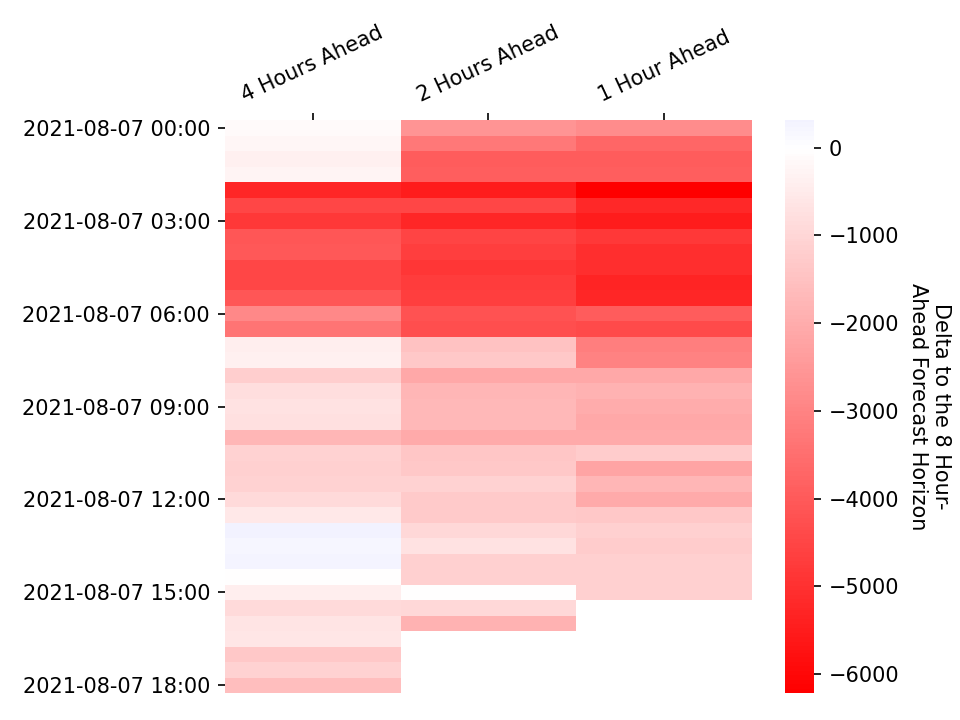 4 Hours Ahead
2 Hours Ahead
1 Hour Ahead
2021-08-07 00:00
2021-08-07 03:00
2021-08-07 06:00
2021-08-07 09:00
2021-08-07 12:00
2021-08-07 15:00
2021-08-07 18:00
0
−1000
−2000
−3000
−4000
−5000
−6000
Delta to the 8 Hour-
Ahead Forecast Horizon